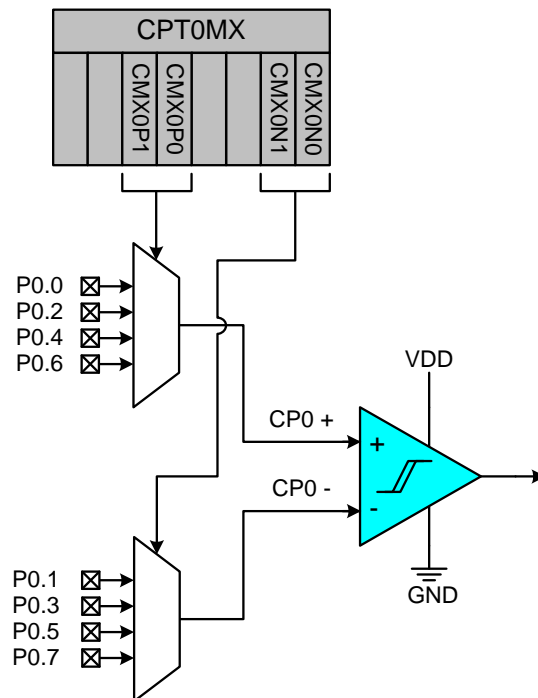 CPT0MX
CMX0P1
CMX0P0
CMX0N1
CMX0N0
P0.0
P0.2
P0.4
P0.6
VDD
CP0 +
+
CP0 -
-
GND
P0.1
P0.3
P0.5
P0.7